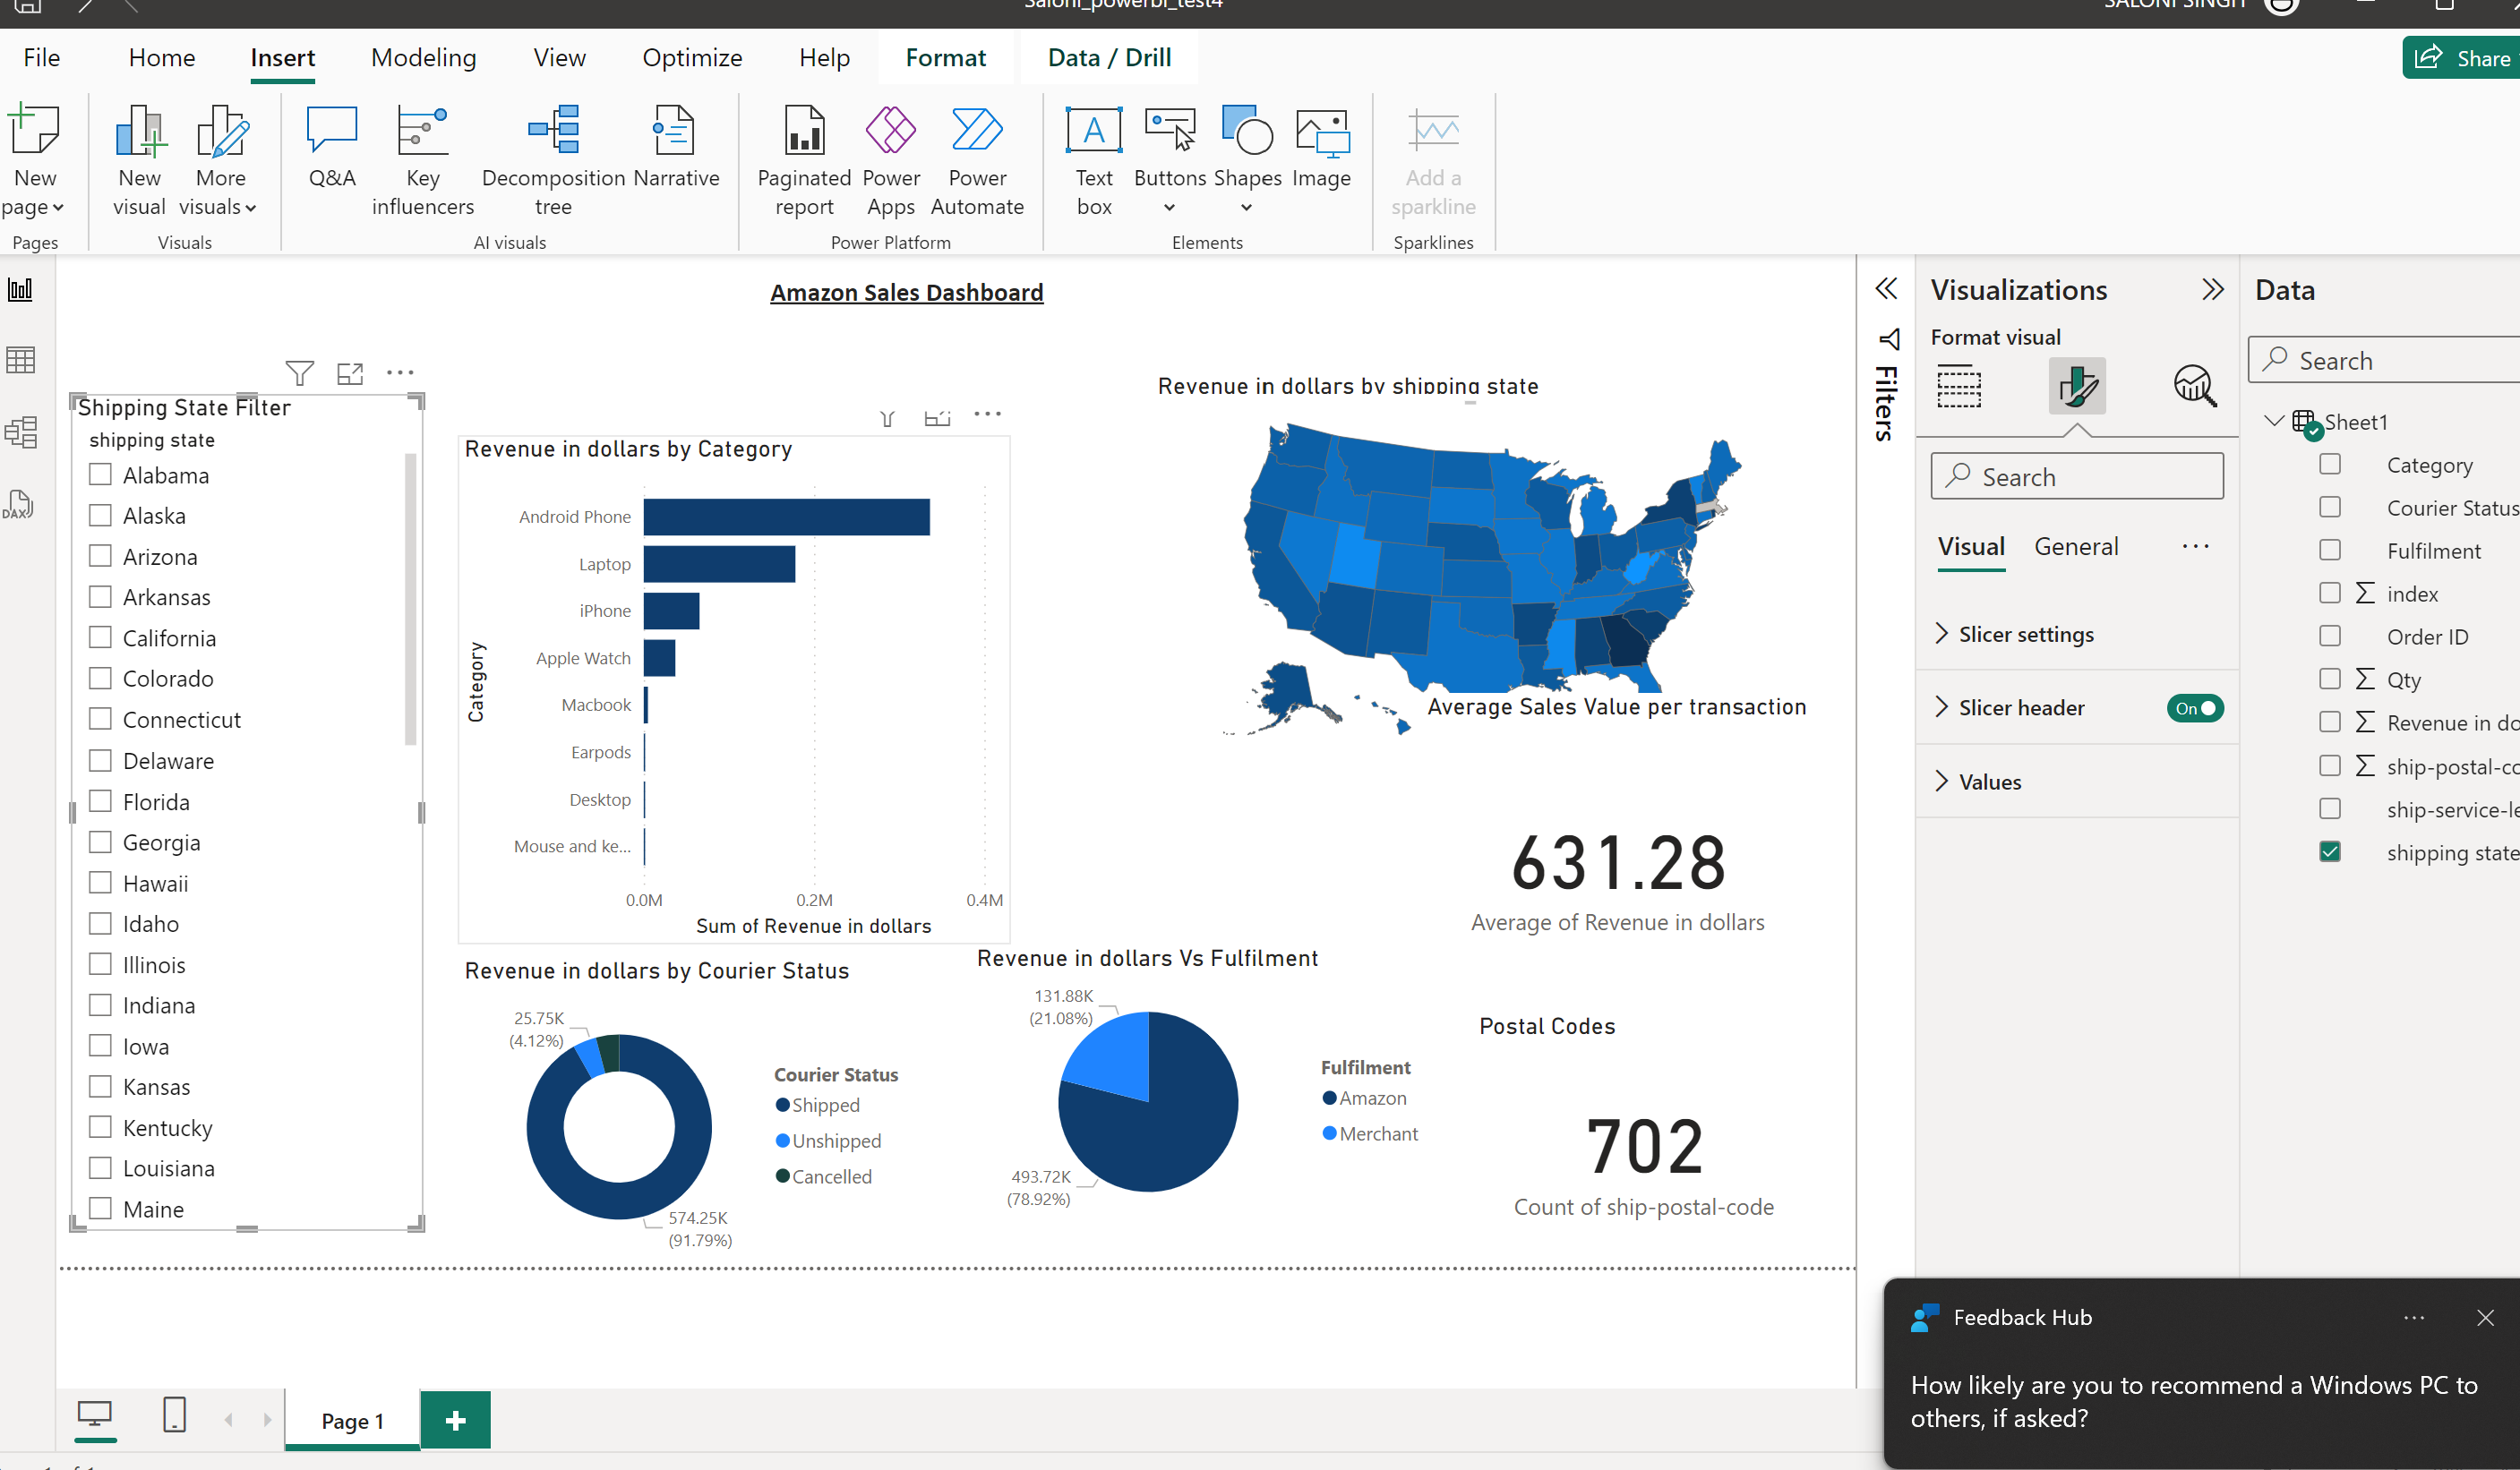 Saloni_powerbi_test4
SALONI SINGH
File Home Insert Modeling View Optimize Help Format Data / Drill
Share
New page
New visual
More visuals
Q&A
Key influencers
Decomposition tree
Narrative
Paginated report
Power Apps
Power Automate
Text box
Buttons
Shapes
Image
Add a sparkline
Pages
Visuals
AI visuals
Power Platform
Elements
Sparklines
DAX
Amazon Sales Dashboard
Shipping State Filter
shipping state
Alabama
Alaska
Arizona
Arkansas
California
Colorado
Connecticut
Delaware
Florida
Georgia
Hawaii
Idaho
Illinois
Indiana
Iowa
Kansas
Kentucky
Louisiana
Maine
Revenue in dollars by Category
Category
Android Phone
Laptop
iPhone
Apple Watch
Macbook
Earpods
Desktop
Mouse and ke...
0.0M 0.2M 0.4M
Sum of Revenue in dollars
Revenue in dollars by shipping state
Average Sales Value per transaction
631.28
Average of Revenue in dollars
Revenue in dollars by Courier Status
25.75K
(4.12%)
574.25K
(91.79%)
Courier Status
Shipped
Unshipped
Cancelled
Revenue in dollars Vs Fulfilment
131.88K
(21.08%)
493.72K
(78.92%)
Fulfilment
Amazon
Merchant
Postal Codes
702
Count of ship-postal-code
Filters
Visualizations
Format visual
Search
Visual General
Slicer settings
Slicer header
On
Values
Data
Search
Sheet1
Category
Courier Status
Fulfilment
index
Order ID
Qty
Revenue in do
ship-postal-co
ship-service-le
shipping state
Page 1
Feedback Hub
How likely are you to recommend a Windows PC to
others, if asked?